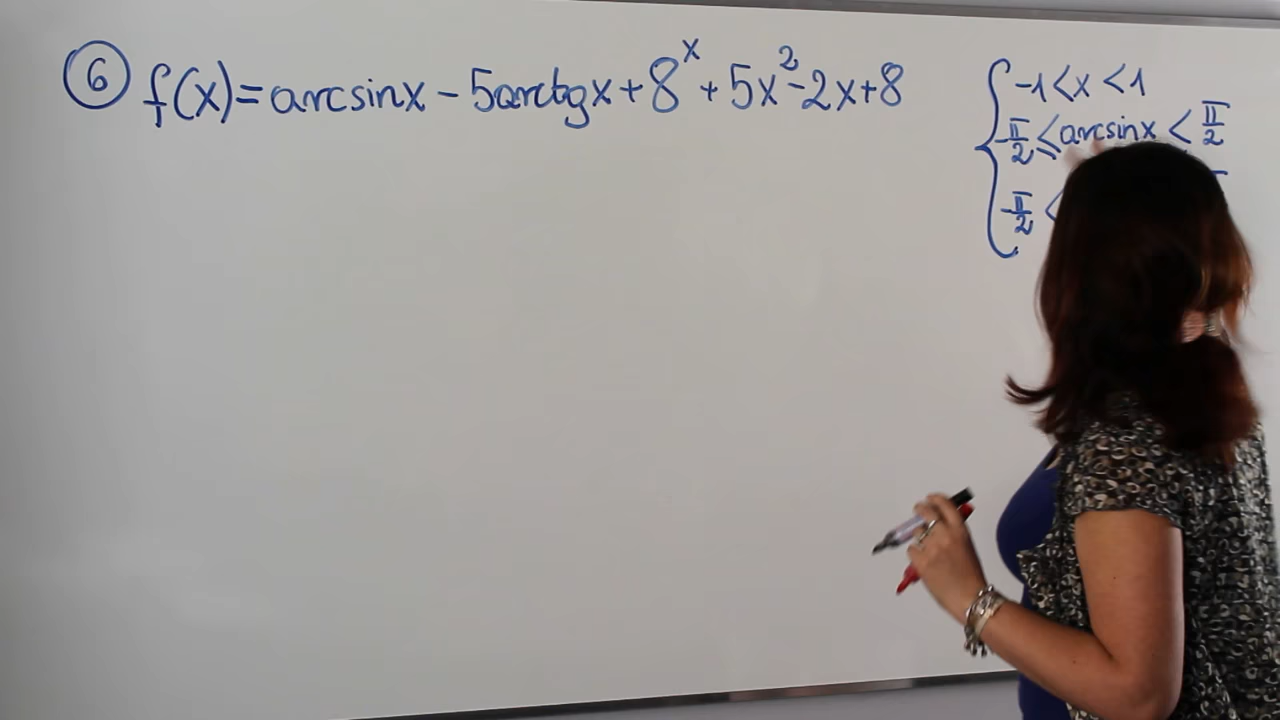 6 f(x)=arcsinx - 5arctgx + 8^x + 5x^2 - 2x + 8
-1 < x < 1
-π/2 ≤ arcsinx < π/2
-π/2 <